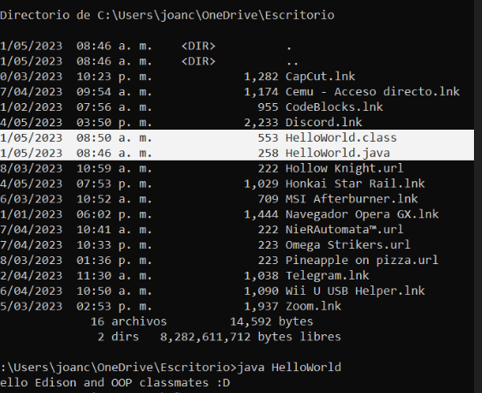 Directorio de C:\Users\joanc\OneDrive\Escritorio
1/05/2023 08:46 a. m. <DIR> .
1/05/2023 08:46 a. m. <DIR> ..
0/03/2023 10:23 p. m. 1,282 CapCut.lnk
7/04/2023 09:54 p. m. 1,174 Cemu - Acceso directo.lnk
1/02/2023 07:56 a. m. 955 CodeBlocks.lnk
4/05/2023 03:50 p. m. 2,233 Discord.lnk
1/05/2023 08:50 a. m. 553 HelloWorld.class
1/05/2023 08:46 a. m. 258 HelloWorld.java
8/03/2023 10:59 a. m. 222 Hollow Knight.url
4/05/2023 07:53 p. m. 1,029 Honkai Star Rail.lnk
6/03/2023 10:52 a. m. 709 MSI Afterburner.lnk
1/01/2023 06:02 p. m. 1,444 Navegador Opera GX.lnk
7/04/2023 10:41 a. m. 222 NieRAutomata™.url
7/04/2023 10:33 p. m. 223 Omega Strikers.url
8/03/2023 01:36 p. m. 223 Pineapple on pizza.url
2/04/2023 11:30 a. m. 1,038 Telegram.lnk
6/04/2023 10:50 a. m. 1,090 Wii U USB Helper.lnk
5/03/2023 02:53 p. m. 1,937 Zoom.lnk
16 archivos 14,592 bytes
2 dirs 8,282,611,712 bytes libres
:\Users\joanc\OneDrive\Escritorio>java HelloWorld
ello Edison and OOP classmates :D